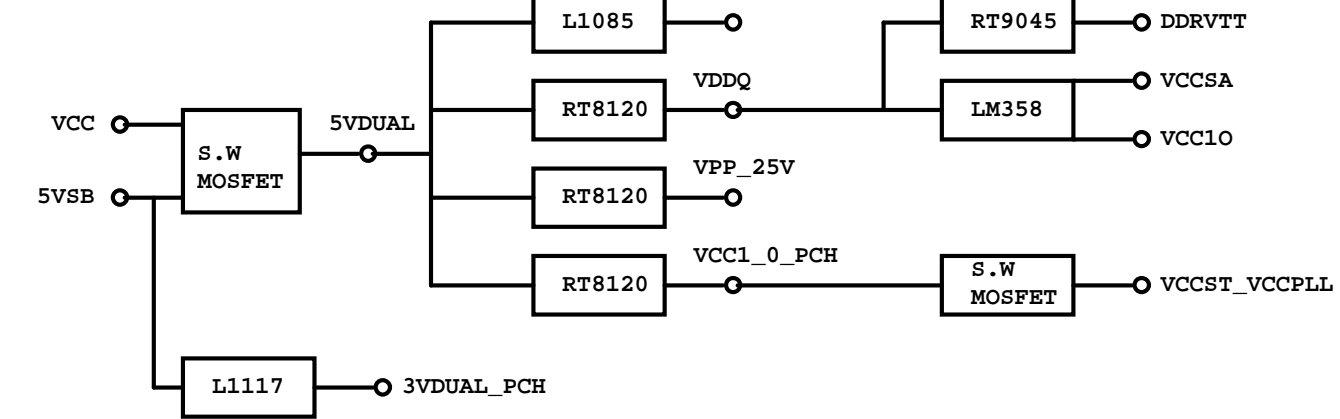 L1085
RT9045
DDRVTT
VDDQ
VCCSA
RT8120
LM358
VCC
5VDUAL
VCC1O
S.W
MOSFET
VPP_25V
5VSB
RT8120
VCC1_0_PCH
S.W
MOSFET
RT8120
VCCST_VCCPLL
L1117
3VDUAL_PCH